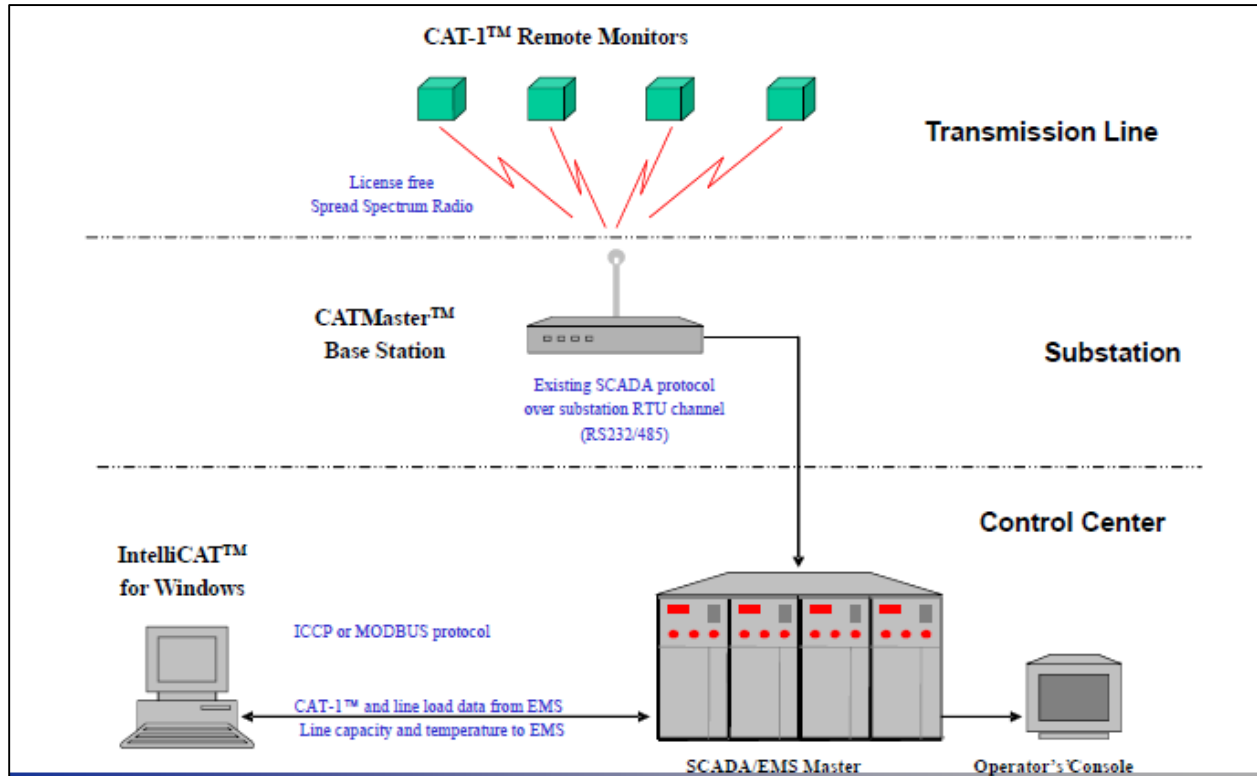 CAT-1™ Remote Monitors
Transmission Line
License free
Spread Spectrum Radio
CATMaster™
Base Station
Substation
Existing SCADA protocol
over substation RTU channel
(RS232/485)
Control Center
IntelliCAT™
for Windows
ICCP or MODBUS protocol
CAT-1™ and line load data from EMS
Line capacity and temperature to EMS
SCADA/EMS Master
Operator's Console